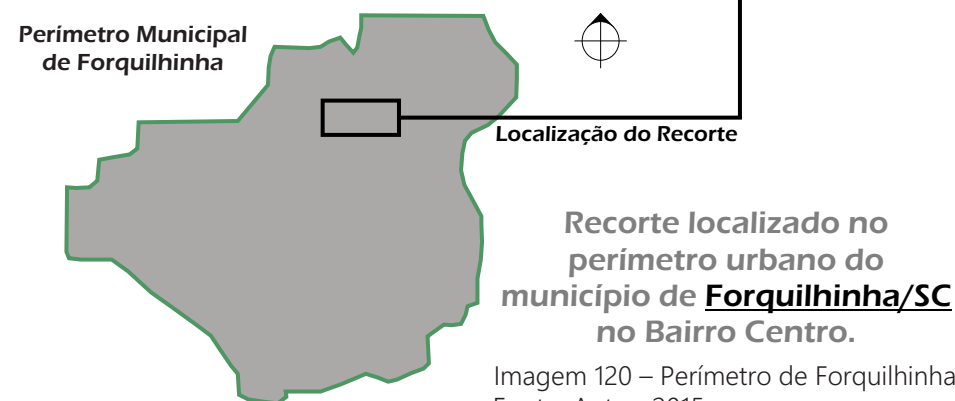 Perímetro Municipal
de Forquilhinha
Localização do Recorte
Recorte localizado no
perímetro urbano do
município de Forquilhinha/SC
no Bairro Centro.
Imagem 120 – Perímetro de Forquilhinha